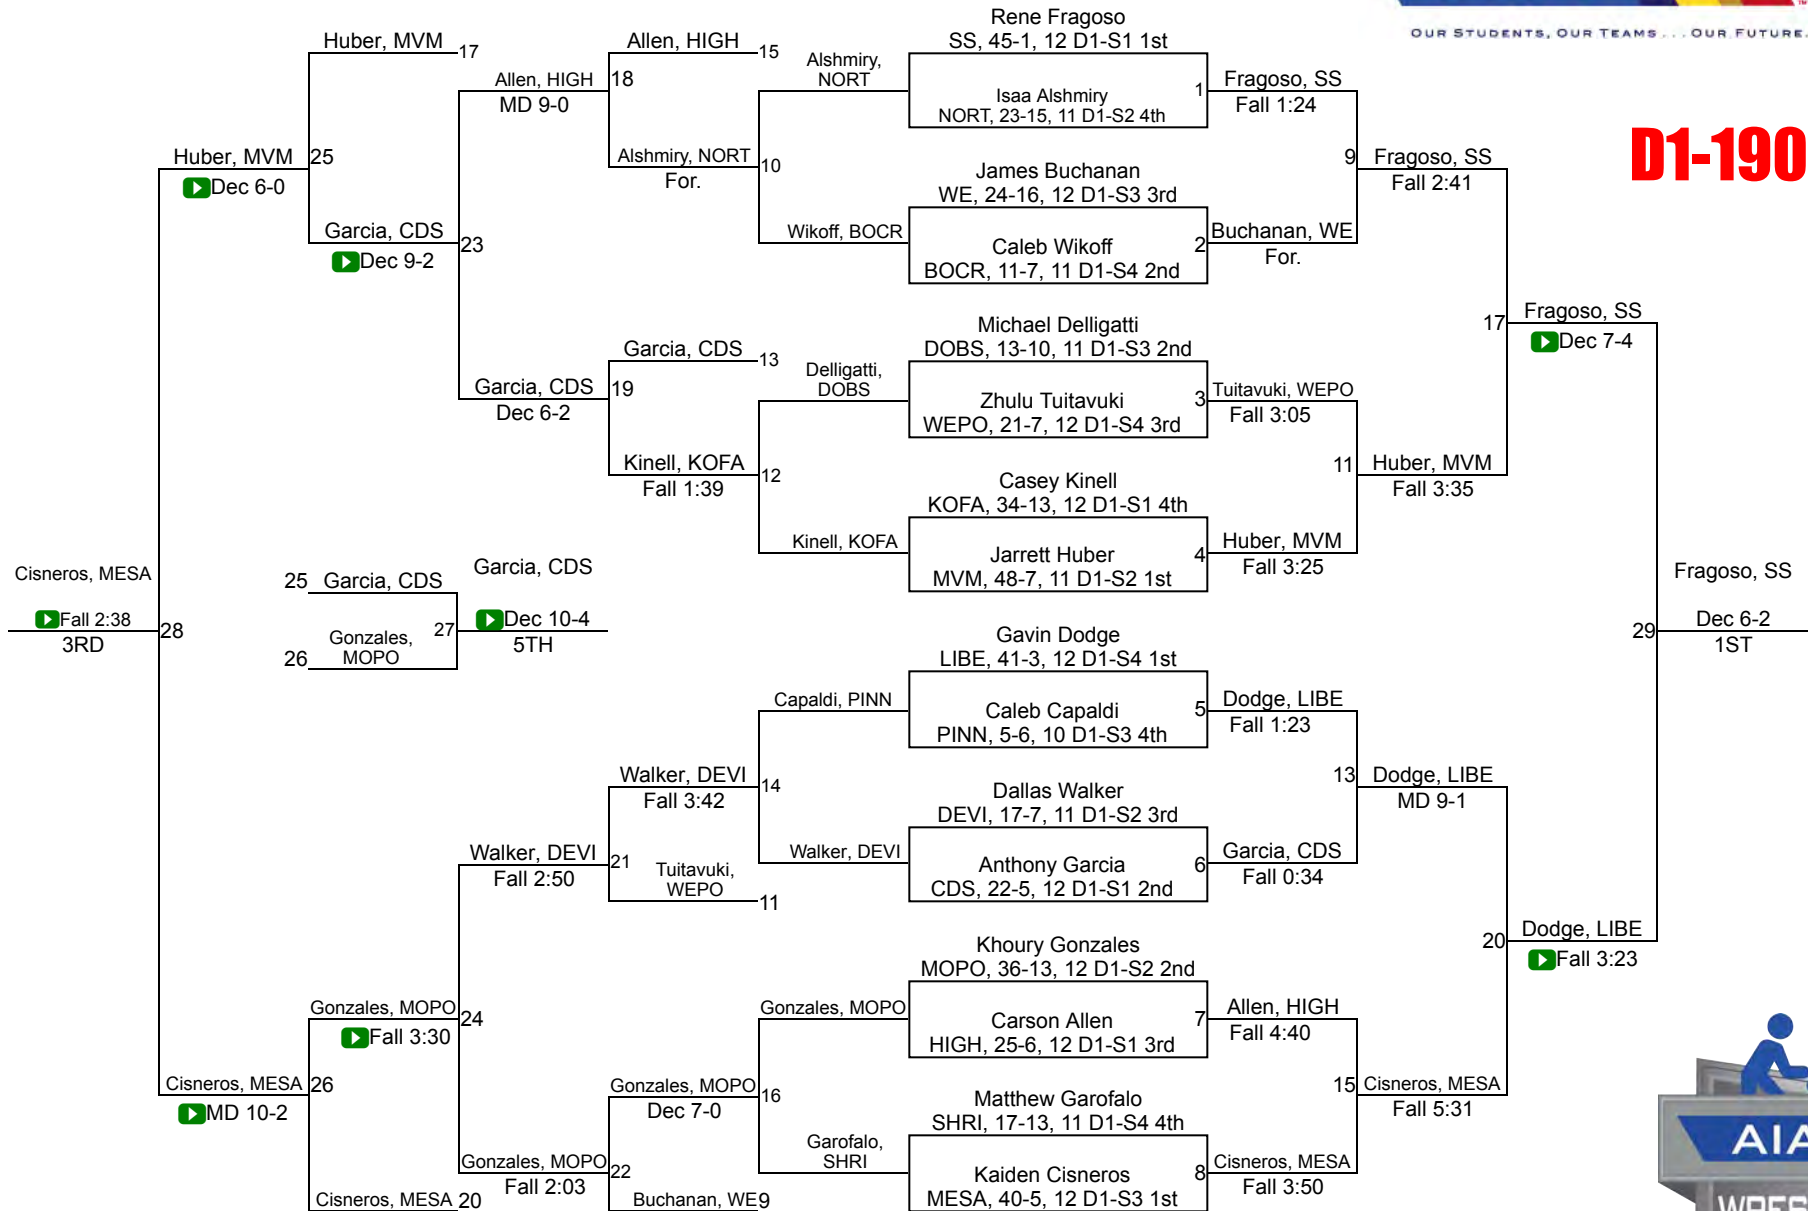 OUR STUDENTS, OUR TEAMS . . . OUR FUTURE.
D1-190
Rene Fragoso
SS, 45-1, 12 D1-S1 1st
Isaa Alshmiry
NORT, 23-15, 11 D1-S2 4th
1
James Buchanan
WE, 24-16, 12 D1-S3 3rd
Caleb Wikoff
BOCR, 11-7, 11 D1-S4 2nd
2
Michael Delligatti
DOBS, 13-10, 11 D1-S3 2nd
Zhulu Tuitavuki
WEPO, 21-7, 12 D1-S4 3rd
3
Casey Kinell
KOFA, 34-13, 12 D1-S1 4th
Jarrett Huber
MVM, 48-7, 11 D1-S2 1st
4
Gavin Dodge
LIBE, 41-3, 12 D1-S4 1st
Caleb Capaldi
PINN, 5-6, 10 D1-S3 4th
5
Dallas Walker
DEVI, 17-7, 11 D1-S2 3rd
Anthony Garcia
CDS, 22-5, 12 D1-S1 2nd
6
Khoury Gonzales
MOPO, 36-13, 12 D1-S2 2nd
Carson Allen
HIGH, 25-6, 12 D1-S1 3rd
7
Matthew Garofalo
SHRI, 17-13, 11 D1-S4 4th
Kaiden Cisneros
MESA, 40-5, 12 D1-S3 1st
8
Fragoso, SS
Fall 1:24
Buchanan, WE
For.
Tuitavuki, WEPO
Fall 3:05
Huber, MVM
Fall 3:25
Dodge, LIBE
Fall 1:23
Garcia, CDS
Fall 0:34
Allen, HIGH
Fall 4:40
Cisneros, MESA
Fall 3:50
9
Fragoso, SS
Fall 2:41
11
Huber, MVM
Fall 3:35
13
Dodge, LIBE
MD 9-1
15
Cisneros, MESA
Fall 5:31
17
Fragoso, SS
Dec 7-4
20
Dodge, LIBE
Fall 3:23
29
Fragoso, SS
Dec 6-2
1ST
Alshmiry,
NORT
Wikoff, BOCR
Delligatti,
DOBS
Kinell, KOFA
Capaldi, PINN
Walker, DEVI
Gonzales, MOPO
Garofalo,
SHRI
Allen, HIGH
15
Alshmiry, NORT
For.
10
Garcia, CDS
13
Kinell, KOFA
Fall 1:39
12
Walker, DEVI
Fall 3:42
14
Tuitavuki,
WEPO
11
Gonzales, MOPO
Dec 7-0
16
Buchanan, WE
9
Allen, HIGH
MD 9-0
18
Garcia, CDS
Dec 6-2
19
Walker, DEVI
Fall 2:50
21
Gonzales, MOPO
Fall 2:03
22
Huber, MVM
17
Garcia, CDS
Dec 9-2
23
Gonzales, MOPO
Fall 3:30
24
Cisneros, MESA
20
Huber, MVM
Dec 6-0
25
Cisneros, MESA
MD 10-2
26
25
Garcia, CDS
Gonzales,
MOPO
26
27
Garcia, CDS
Dec 10-4
5TH
Cisneros, MESA
Fall 2:38
3RD
28
AIA